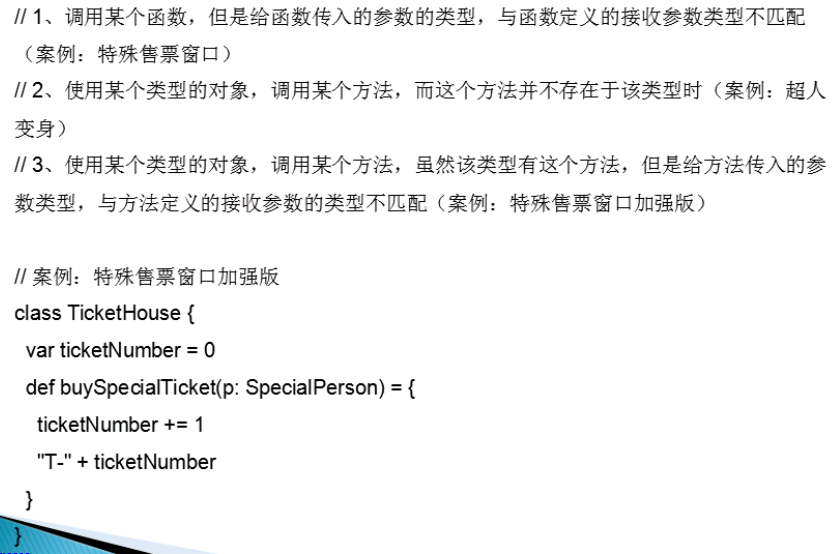 // 1、调用某个函数，但是给函数传入的参数的类型，与函数定义的接收参数类型不匹配
（案例：特殊售票窗口）
// 2、使用某个类型的对象，调用某个方法，而这个方法并不存在于该类型时（案例：超人
变身）
// 3、使用某个类型的对象，调用某个方法，虽然该类型有这个方法，但是给方法传入的参
数类型，与方法定义的接收参数的类型不匹配（案例：特殊售票窗口加强版）
// 案例：特殊售票窗口加强版
class TicketHouse {
var ticketNumber = 0
def buySpecialTicket(p: SpecialPerson) = {
ticketNumber += 1
"T-" + ticketNumber
}
}